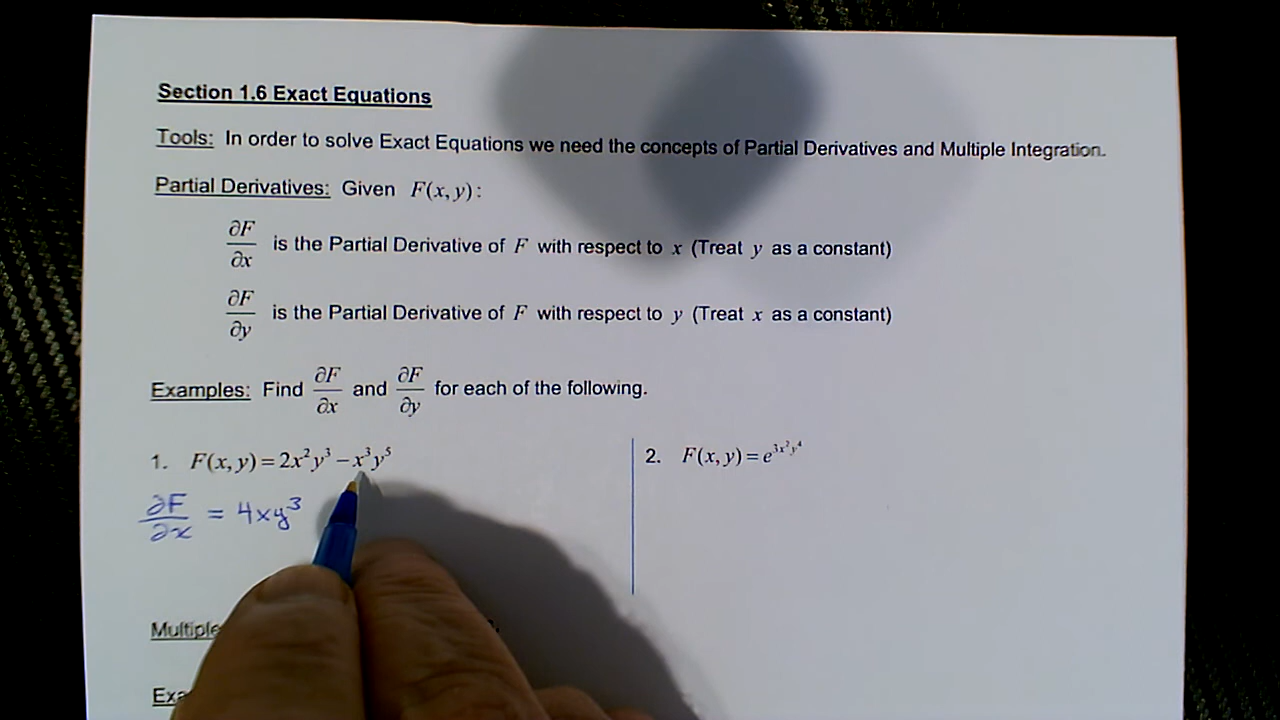 Section 1.6 Exact Equations
Tools: In order to solve Exact Equations we need the concepts of Partial Derivatives and Multiple Integration.
Partial Derivatives: Given F(x, y):
∂F/∂x is the Partial Derivative of F with respect to x (Treat y as a constant)
∂F/∂y is the Partial Derivative of F with respect to y (Treat x as a constant)
Examples: Find ∂F/∂x and ∂F/∂y for each of the following.
1. F(x, y) = 2x²y³ − x³y⁵
∂F/∂x = 4xy³
2. F(x, y) = e^{3x²y⁴}
Multiple